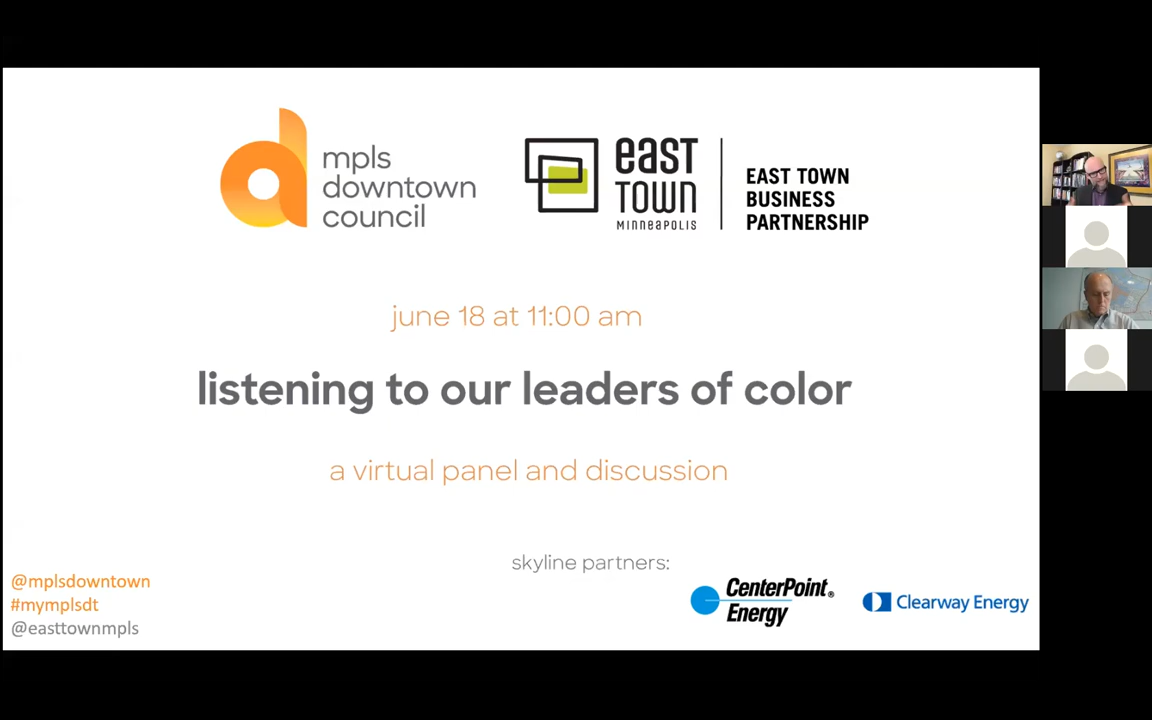 mpls
downtown
council
east
TOWN
MINNEAPOLIS
EAST TOWN
BUSINESS
PARTNERSHIP
june 18 at 11:00 am
listening to our leaders of color
a virtual panel and discussion
skyline partners:
@mplsdowntown
#mymplsdt
@easttownmpls
CenterPoint®
Energy
Clearway Energy